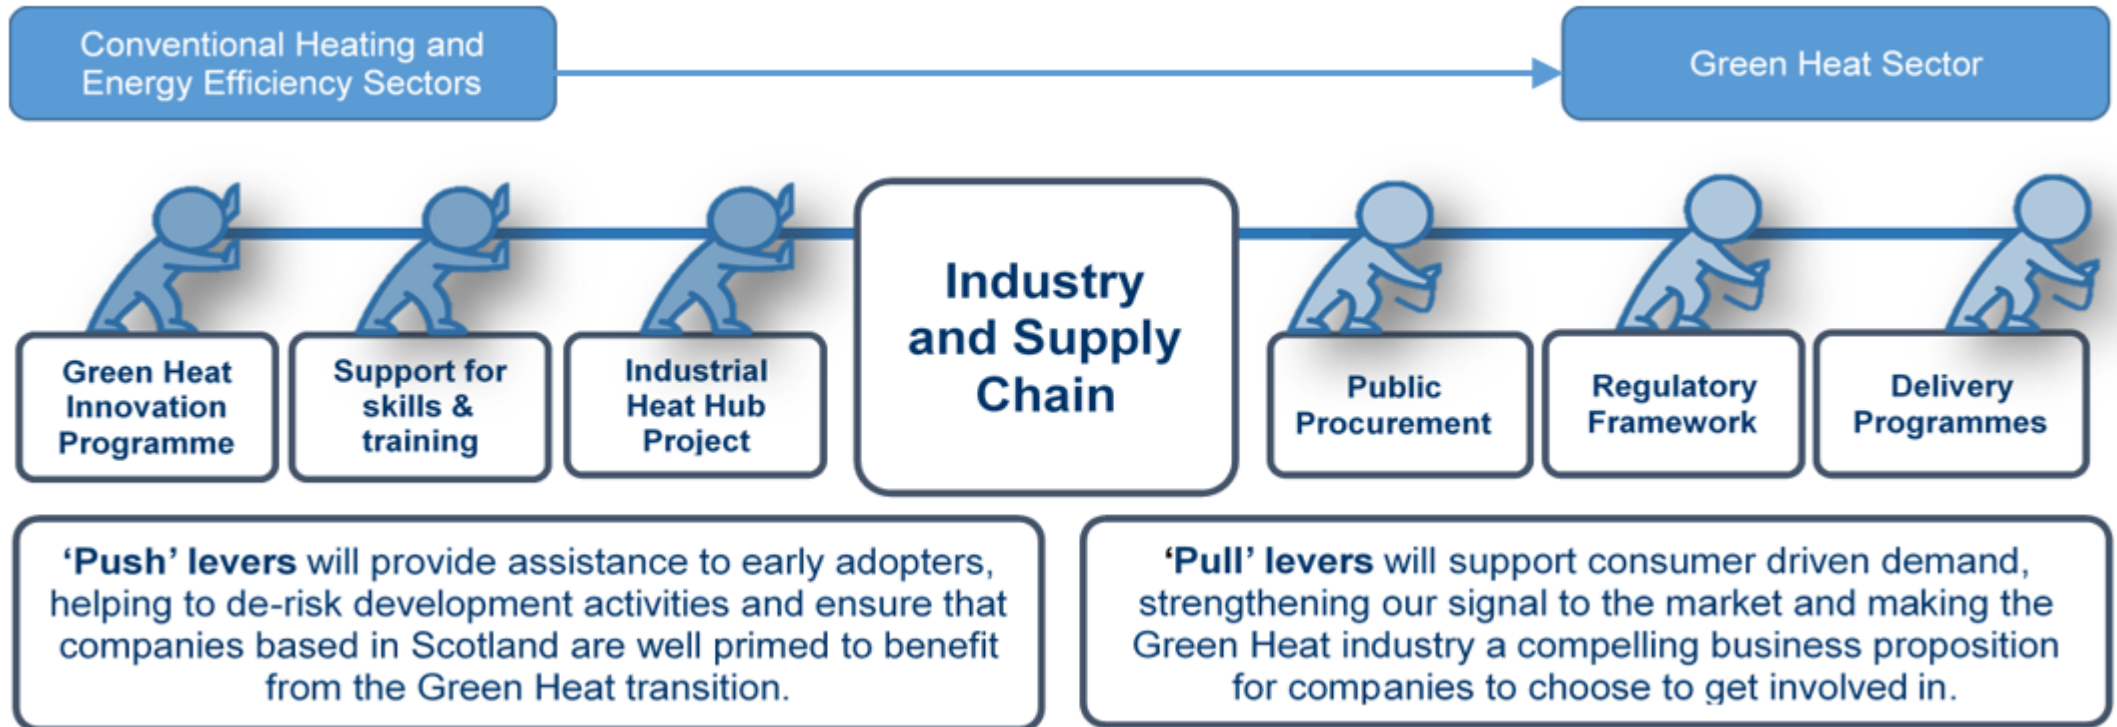 Conventional Heating and
Energy Efficiency Sectors
Green Heat Sector
Green Heat
Innovation
Programme
Support for
skills &
training
Industrial
Heat Hub
Project
Industry
and Supply
Chain
Public
Procurement
Regulatory
Framework
Delivery
Programmes
‘Push’ levers will provide assistance to early adopters,
helping to de-risk development activities and ensure that
companies based in Scotland are well primed to benefit
from the Green Heat transition.
‘Pull’ levers will support consumer driven demand,
strengthening our signal to the market and making the
Green Heat industry a compelling business proposition
for companies to choose to get involved in.